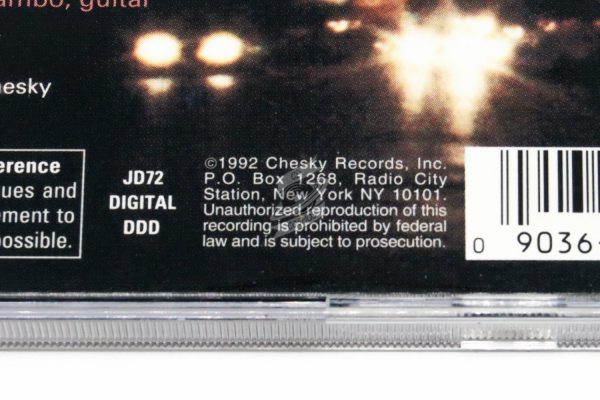 ambo, guitar
hesky
erence
ues and
ement to
possible.
JD72
DIGITAL
DDD
©1992 Chesky Records, Inc.
P.O. Box 1268, Radio City
Station, New York NY 10101.
Unauthorized reproduction of this
recording is prohibited by federal
law and is subject to prosecution.
0 9036